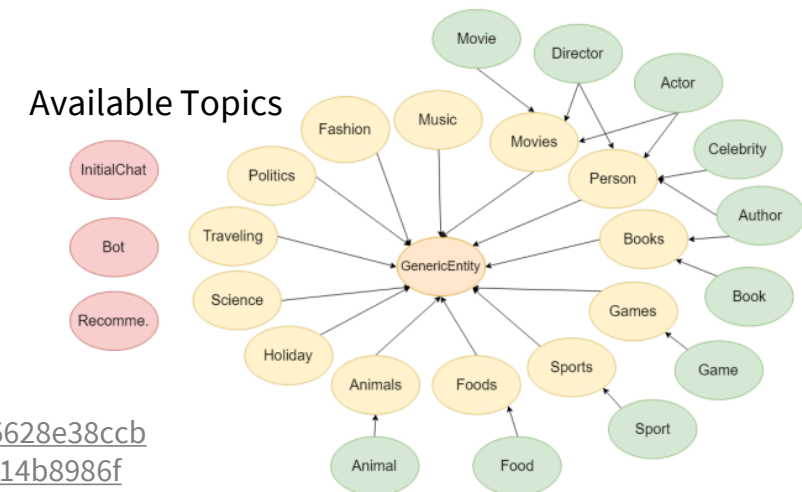 Available Topics
InitialChat
Bot
Recomme.
Movie
Director
Actor
Celebrity
Author
Book
Game
Sport
Food
Animal
Music
Fashion
Politics
Traveling
Science
Holiday
Animals
Foods
Sports
Games
Books
Person
Movies
GenericEntity
6628e38ccb
14b8986f